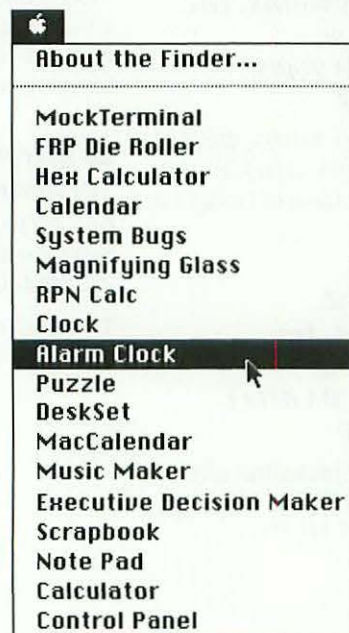 About the Finder...
MockTerminal
FRP Die Roller
Hex Calculator
Calendar
System Bugs
Magnifying Glass
RPN Calc
Clock
Alarm Clock
Puzzle
DeskSet
MacCalendar
Music Maker
Executive Decision Maker
Scrapbook
Note Pad
Calculator
Control Panel